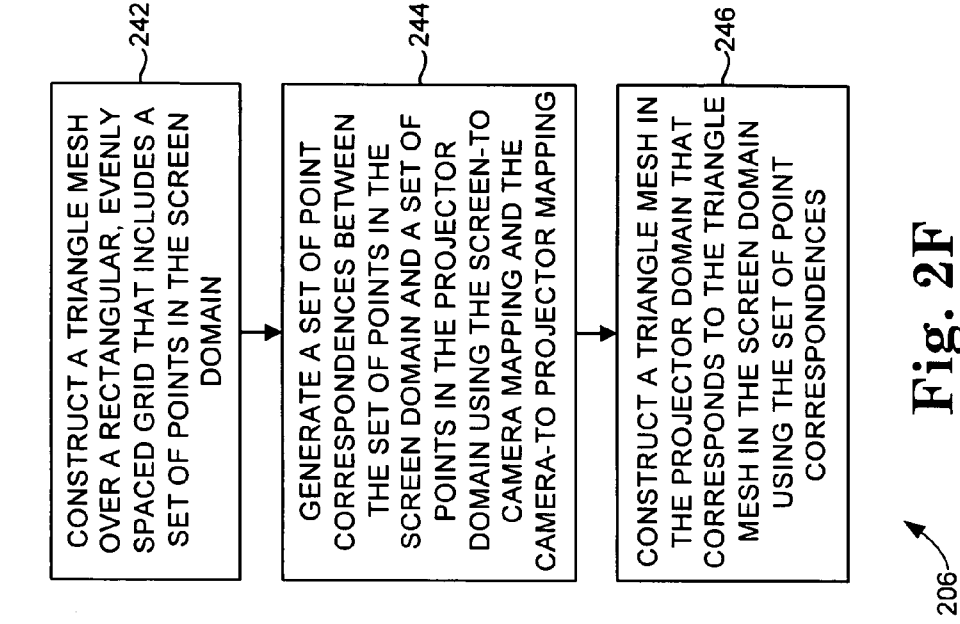 CONSTRUCT A TRIANGLE MESH
OVER A RECTANGULAR, EVENLY
SPACED GRID THAT INCLUDES A
SET OF POINTS IN THE SCREEN
DOMAIN
242
GENERATE A SET OF POINT
CORRESPONDENCES BETWEEN
THE SET OF POINTS IN THE
SCREEN DOMAIN AND A SET OF
POINTS IN THE PROJECTOR
DOMAIN USING THE SCREEN-TO
CAMERA MAPPING AND THE
CAMERA-TO PROJECTOR MAPPING
244
CONSTRUCT A TRIANGLE MESH IN
THE PROJECTOR DOMAIN THAT
CORRESPONDS TO THE TRIANGLE
MESH IN THE SCREEN DOMAIN
USING THE SET OF POINT
CORRESPONDENCES
246
206
Fig. 2F